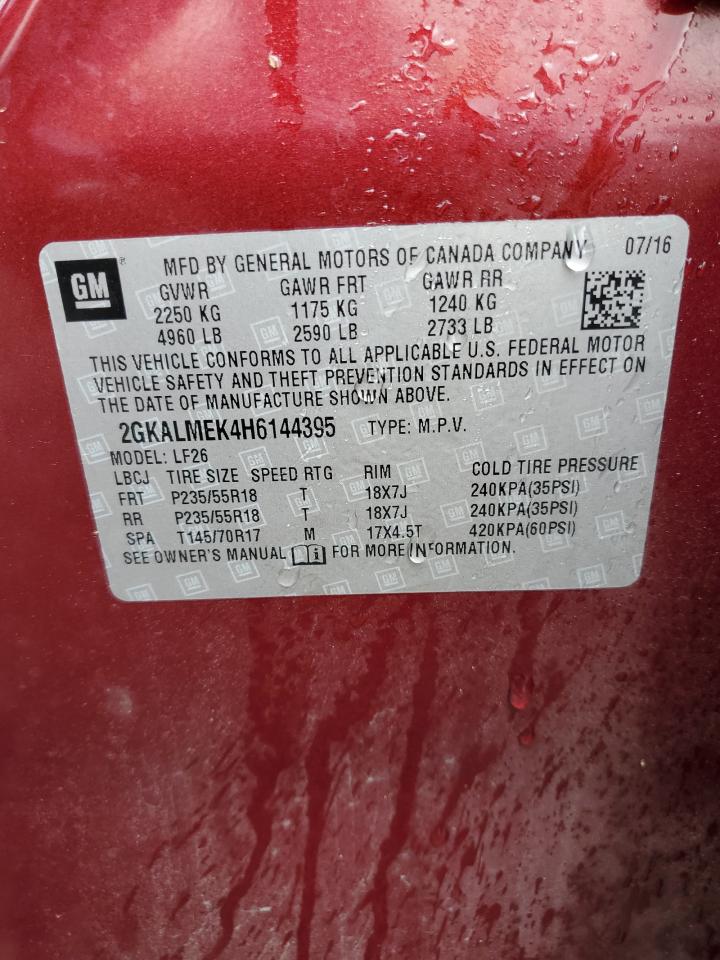 GM MFD BY GENERAL MOTORS OF CANADA COMPANY 07/16
GVWR GAWR FRT GAWR RR
2250 KG 1175 KG 1240 KG
4960 LB 2590 LB 2733 LB
THIS VEHICLE CONFORMS TO ALL APPLICABLE U.S. FEDERAL MOTOR
VEHICLE SAFETY AND THEFT PREVENTION STANDARDS IN EFFECT ON
THE DATE OF MANUFACTURE SHOWN ABOVE.
2GKALMEK4H6144395 TYPE: M.P.V.
MODEL: LF26
LBCJ TIRE SIZE SPEED RTG RIM COLD TIRE PRESSURE
FRT P235/55R18 T 18X7J 240KPA(35PSI)
RR P235/55R18 T 18X7J 240KPA(35PSI)
SPA T145/70R17 M 17X4.5T 420KPA(60PSI)
SEE OWNER'S MANUAL FOR MORE INFORMATION.